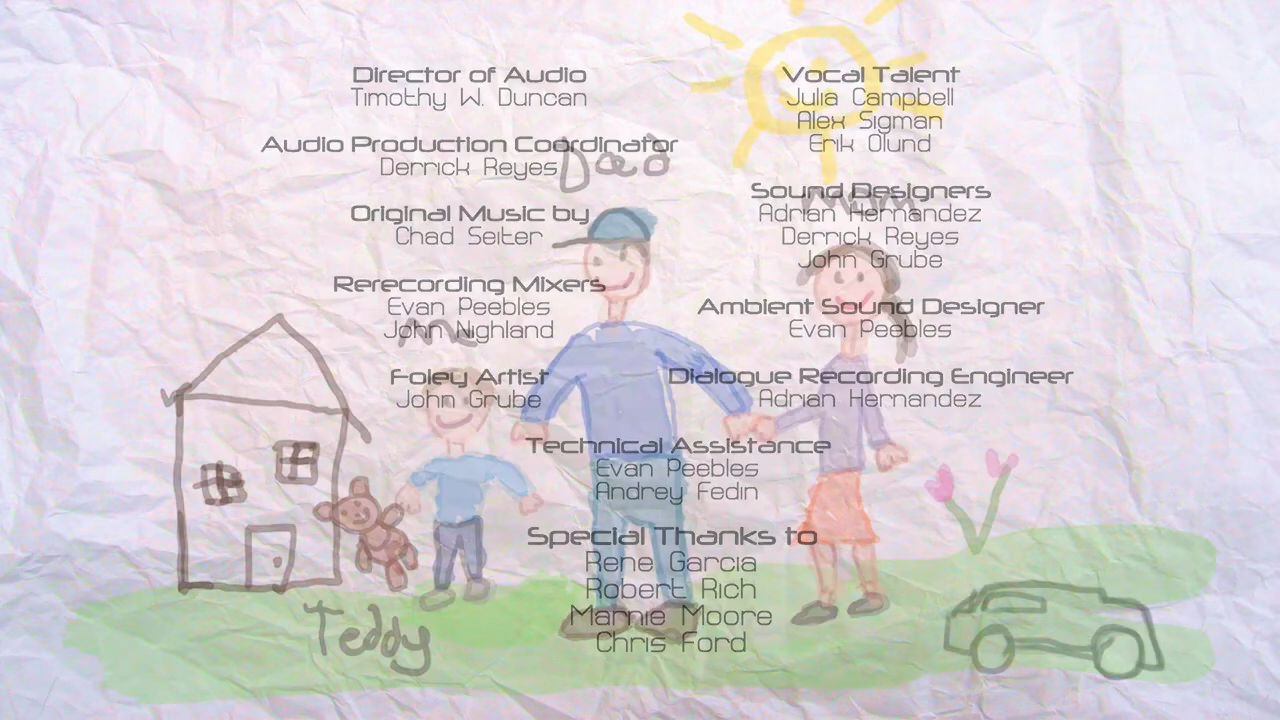 Director of Audio
Timothy W. Duncan
Audio Production Coordinator
Derrick Reyes
Original Music by
Chad Seiter
Rerecording Mixers
Evan Peebles
John Nighland
Foley Artist
John Grube
Vocal Talent
Julia Campbell
Alex Sigman
Erik Olund
Sound Designers
Adrian Hernandez
Derrick Reyes
John Grube
Ambient Sound Designer
Evan Peebles
Dialogue Recording Engineer
Adrian Hernandez
Technical Assistance
Evan Peebles
Andrey Fedin
Special Thanks to
Rene Garcia
Robert Rich
Marnie Moore
Chris Ford
Dad
mom
me
Teddy